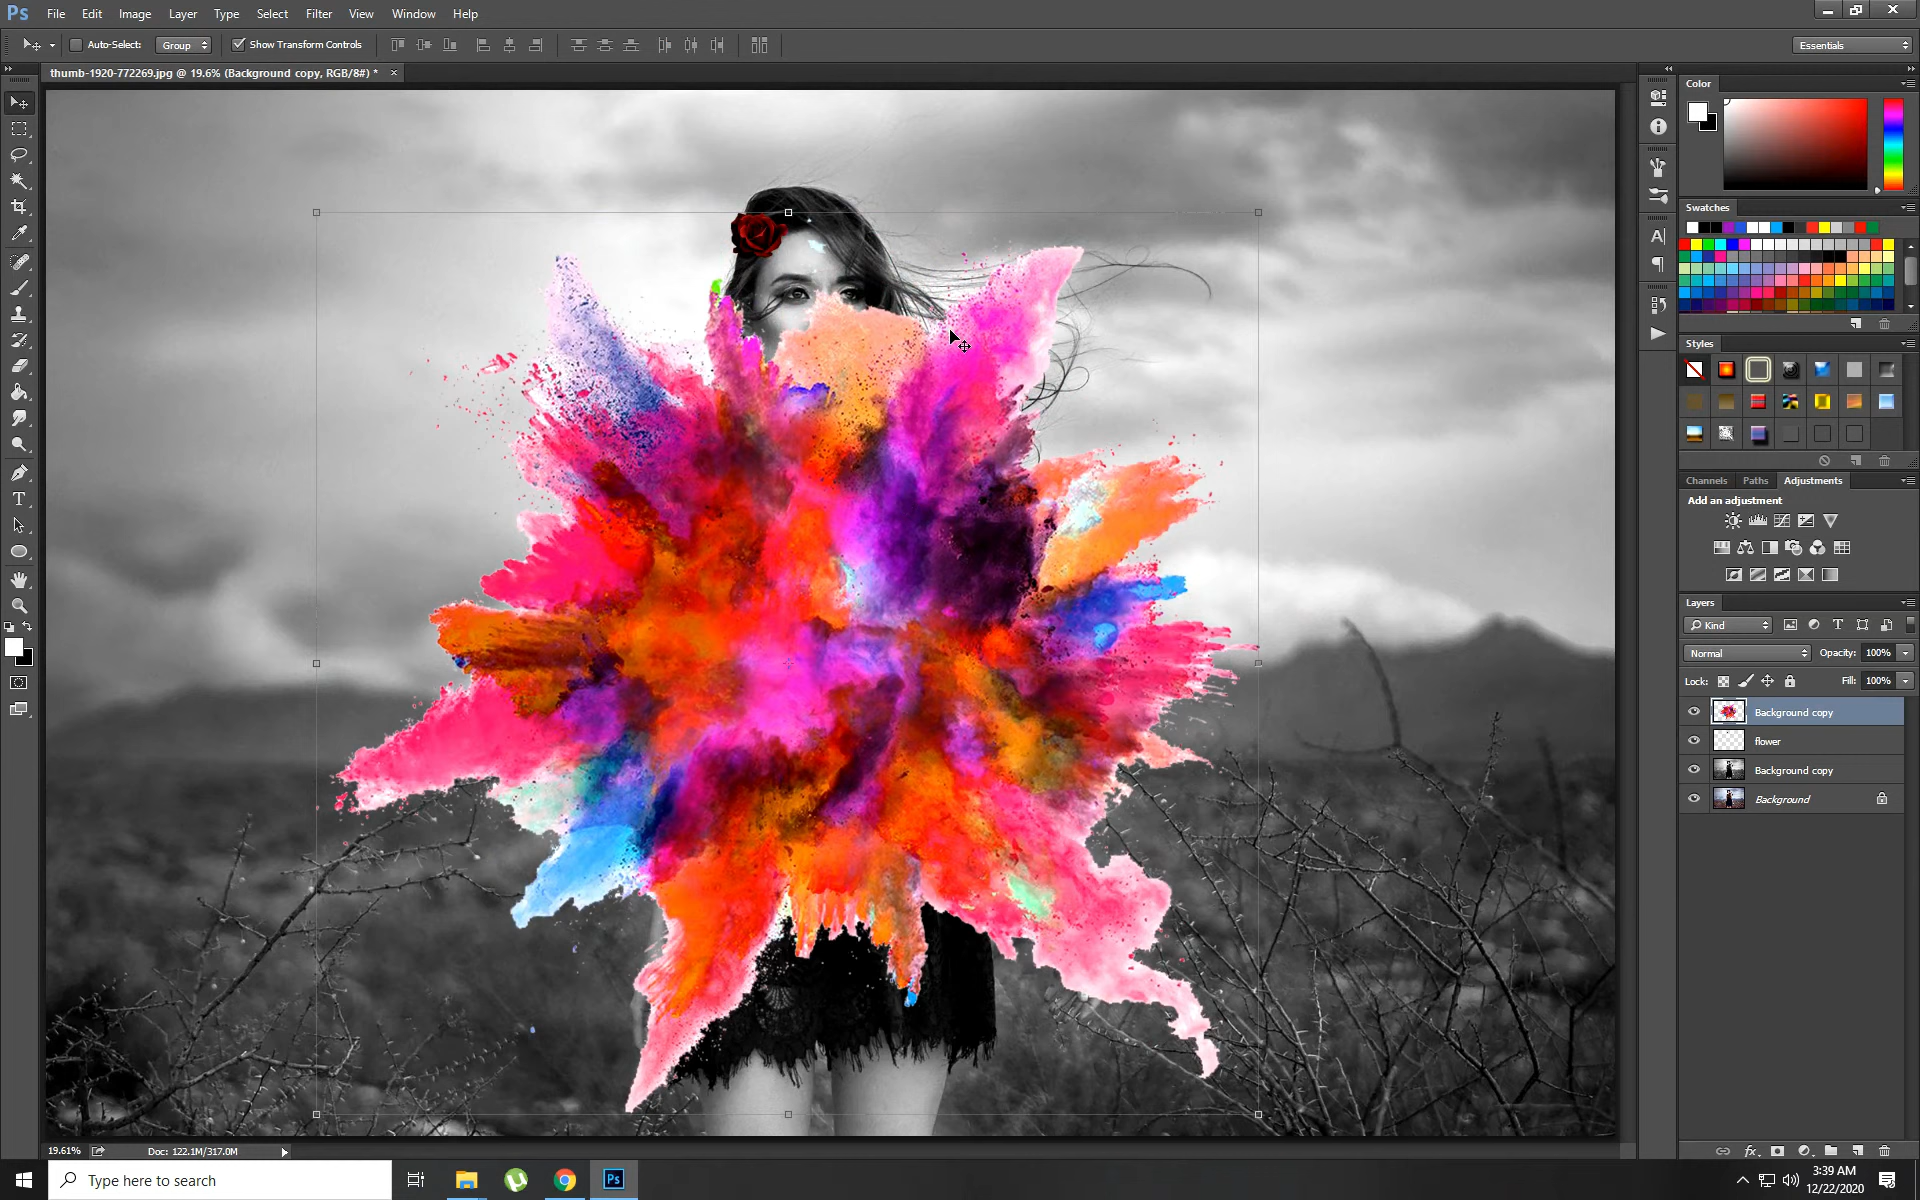 Ps File Edit Image Layer Type Select Filter View Window Help
Auto-Select: Group Show Transform Controls Essentials
thumb-1920-772269.jpg @ 19.6% (Background copy, RGB/8#) * ×
Color
Swatches
Styles
Channels Paths Adjustments
Add an adjustment
Layers
Kind
Normal Opacity: 100%
Lock: Fill: 100%
Background copy
flower
Background copy
Background
19.61% Doc: 122.1M/317.0M
Type here to search
Ps
3:39 AM
12/22/2020